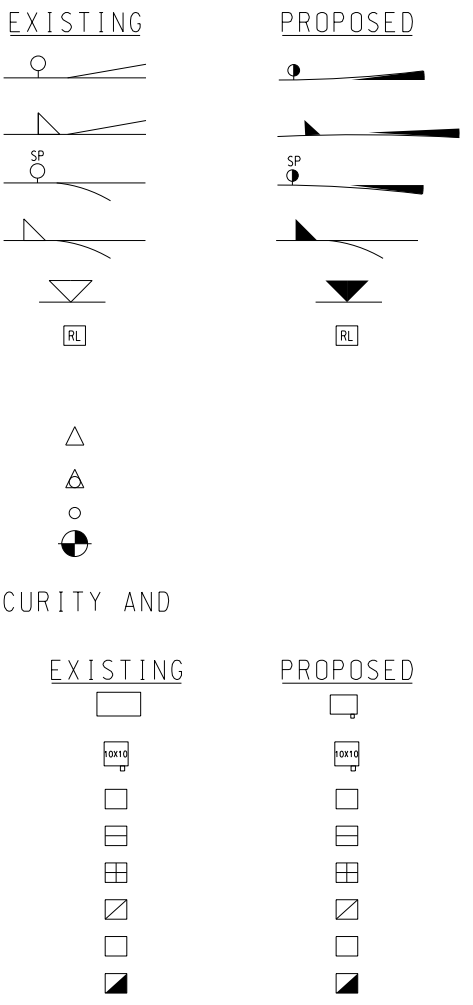 EXISTING PROPOSED
SP SP
RL RL
CURITY AND
EXISTING PROPOSED
10X10 10X10